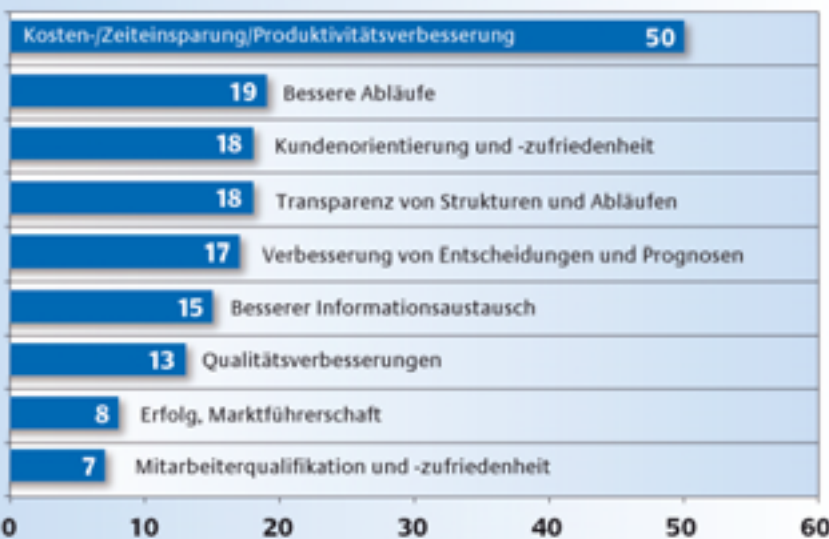 Kosten-/Zeiteinsparung/Produktivitätsverbesserung 50
19 Bessere Abläufe
18 Kundenorientierung und -zufriedenheit
18 Transparenz von Strukturen und Abläufen
17 Verbesserung von Entscheidungen und Prognosen
15 Besserer Informationsaustausch
13 Qualitätsverbesserungen
8 Erfolg, Marktführerschaft
7 Mitarbeiterqualifikation und -zufriedenheit
0 10 20 30 40 50 60